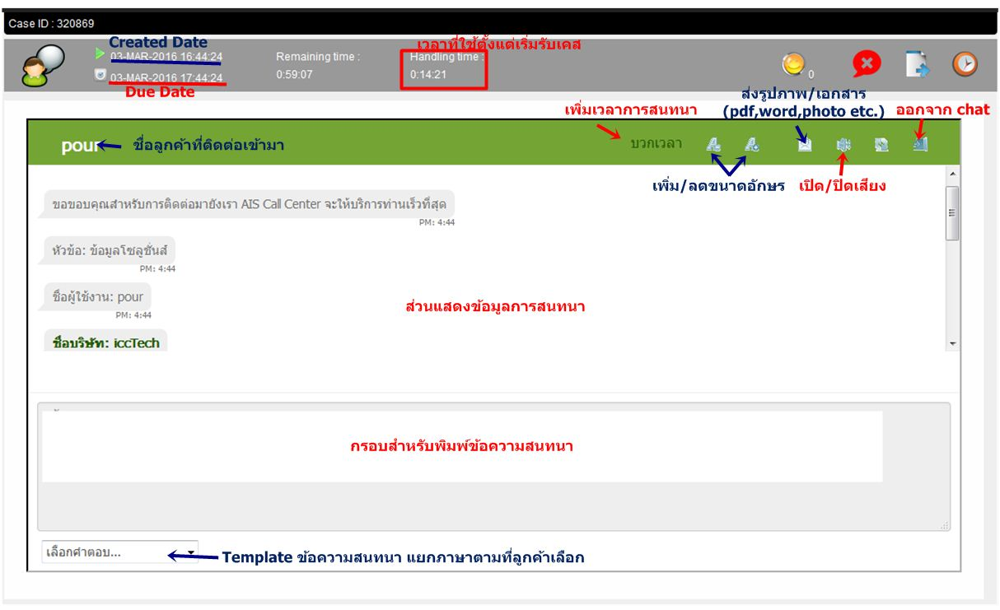 Case ID : 320869
Created Date
เวลาที่ใช้ตั้งแต่เริ่มรับเคส
03-MAR-2016 16:44:24
Remaining time :
Handling time :
03-MAR-2016 17:44:24
0:59:07
0:14:21
0
Due Date
ส่งรูปภาพ/เอกสาร
(pdf,word,photo etc.)
เพิ่มเวลาการสนทนา
ออกจาก chat
pour
ชื่อลูกค้าที่ติดต่อเข้ามา
บวกเวลา
เพิ่ม/ลดขนาดอักษร
เปิด/ปิดเสียง
ขอขอบคุณสำหรับการติดต่อมายังเรา AIS Call Center จะให้บริการท่านเร็วที่สุด
PM: 4:44
หัวข้อ: ข้อมูลโซลูชั่นส์
PM: 4:44
ชื่อผู้ใช้งาน: pour
PM: 4:44
ส่วนแสดงข้อมูลการสนทนา
ชื่อบริษัท: iccTech
กรอบสำหรับพิมพ์ข้อความสนทนา
เลือกคำตอบ...
Template ข้อความสนทนา แยกภาษาตามที่ลูกค้าเลือก